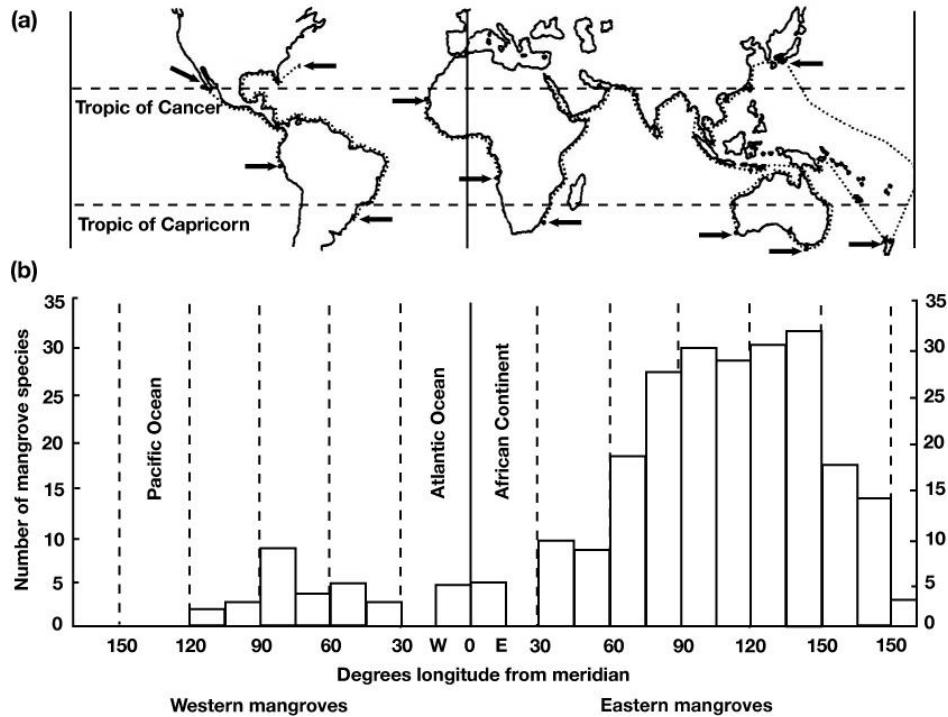 (a)
Tropic of Cancer
Tropic of Capricorn
(b)
Number of mangrove species
35
30
25
20
15
10
5
0
Pacific Ocean
Atlantic Ocean
African Continent
35
30
25
20
15
10
5
0
150 120 90 60 30 W 0 E 30 60 90 120 150 150
Degrees longitude from meridian
Western mangroves Eastern mangroves